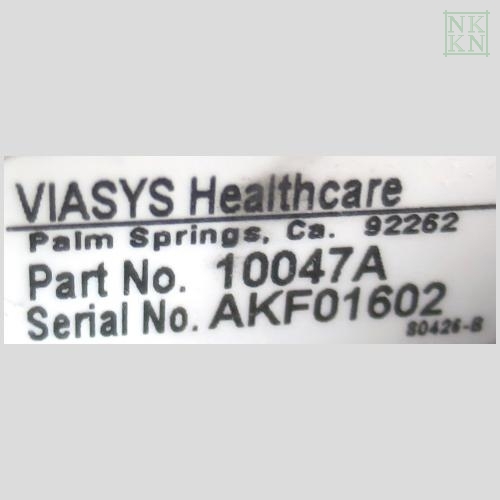 NK
KN
VIASYS Healthcare
Palm Springs, Ca. 92262
Part No. 10047A
Serial No. AKF01602
80426-B